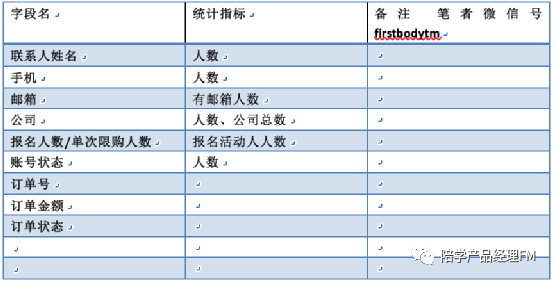 字段名 统计指标 备注 笔者微信号
firstbodytm
联系人姓名 人数
手机 人数
邮箱 有邮箱人数
公司 人数、公司总数
报名人数/单次限购人数 报名活动人人数
账号状态 人数
订单号
订单金额
订单状态
陪学产品经理FM